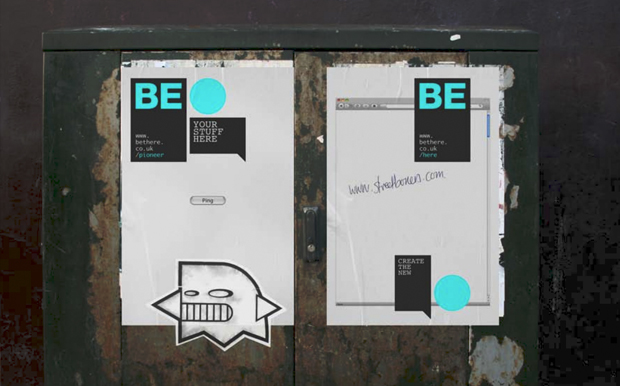 BE
YOUR
STUFF
HERE
www.
bethere.
co.uk
/pioneer
Ping
BE
www.
bethere.
co.uk
/here
www.streetboxers.com
CREATE
THE
NEW